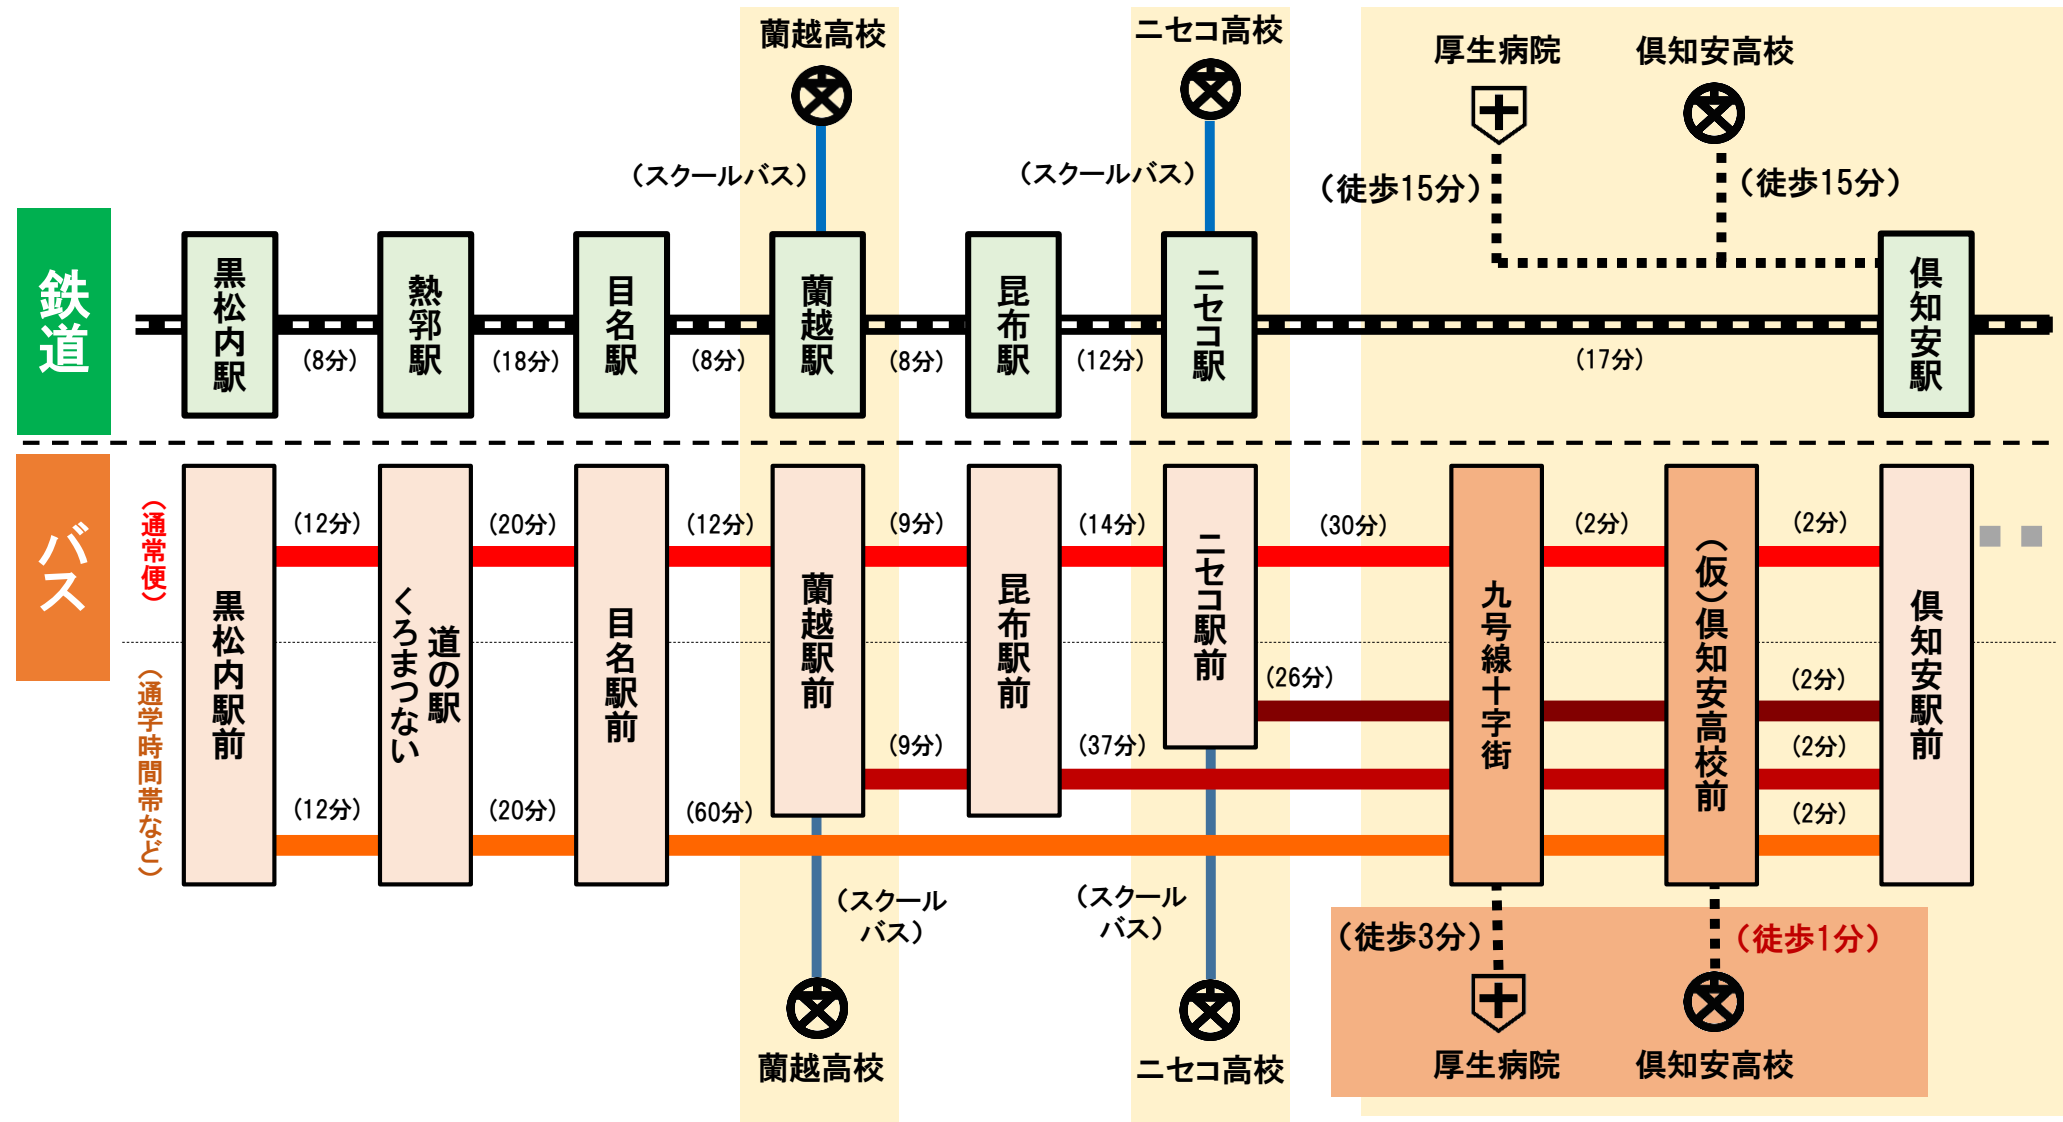 蘭越高校
ニセコ高校
厚生病院
倶知安高校
（スクールバス）
（スクールバス）
（徒歩15分）
（徒歩15分）
鉄道
黒松内駅
熱郛駅
目名駅
蘭越駅
昆布駅
ニセコ駅
倶知安駅
(8分)
(18分)
(8分)
(8分)
(12分)
(17分)
バス
（通常便）
(12分)
(20分)
(12分)
(9分)
(14分)
(30分)
(2分)
(2分)
黒松内駅前
道の駅
くろまつない
目名駅前
蘭越駅前
昆布駅前
ニセコ駅前
九号線十字街
（仮）倶知安高校前
倶知安駅前
（通学時間帯など）
(26分)
(2分)
(9分)
(37分)
(2分)
(12分)
(20分)
(60分)
(2分)
（スクール
バス）
（スクール
バス）
（徒歩3分）
（徒歩1分）
蘭越高校
ニセコ高校
厚生病院
倶知安高校